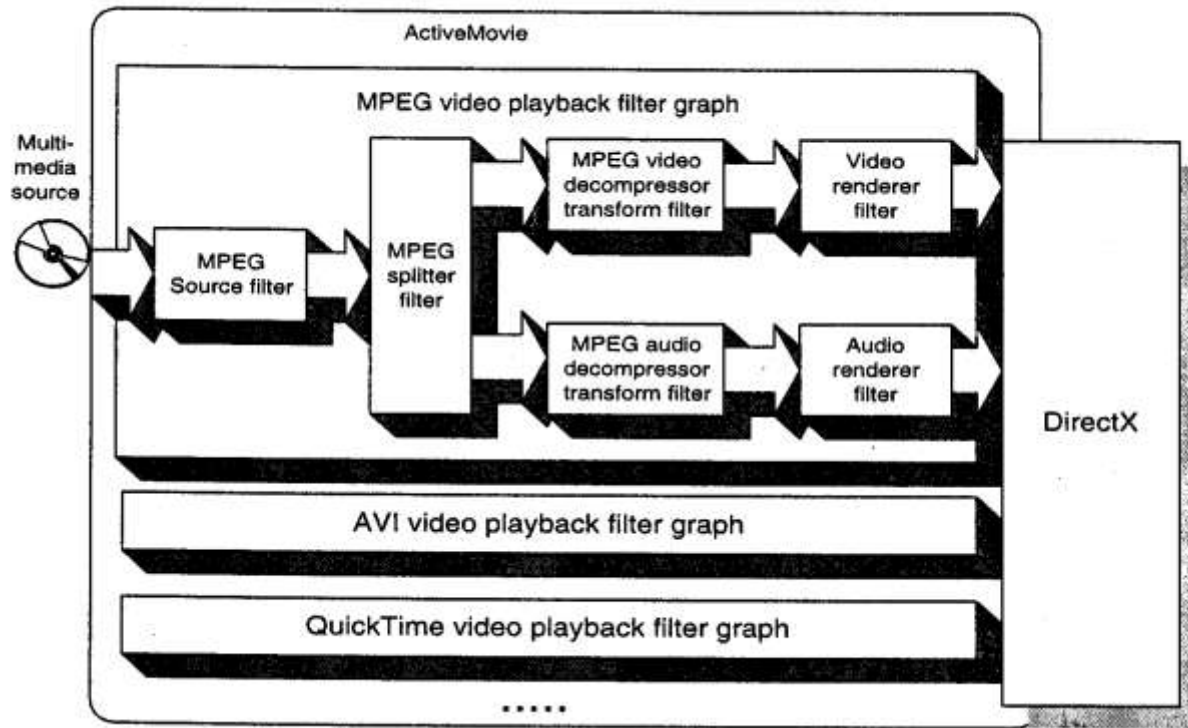 ActiveMovie
MPEG video playback filter graph
Multi-
media
source
MPEG
Source filter
MPEG
splitter
filter
MPEG video
decompressor
transform filter
Video
renderer
filter
MPEG audio
decompressor
transform filter
Audio
renderer
filter
DirectX
AVI video playback filter graph
QuickTime video playback filter graph
.....